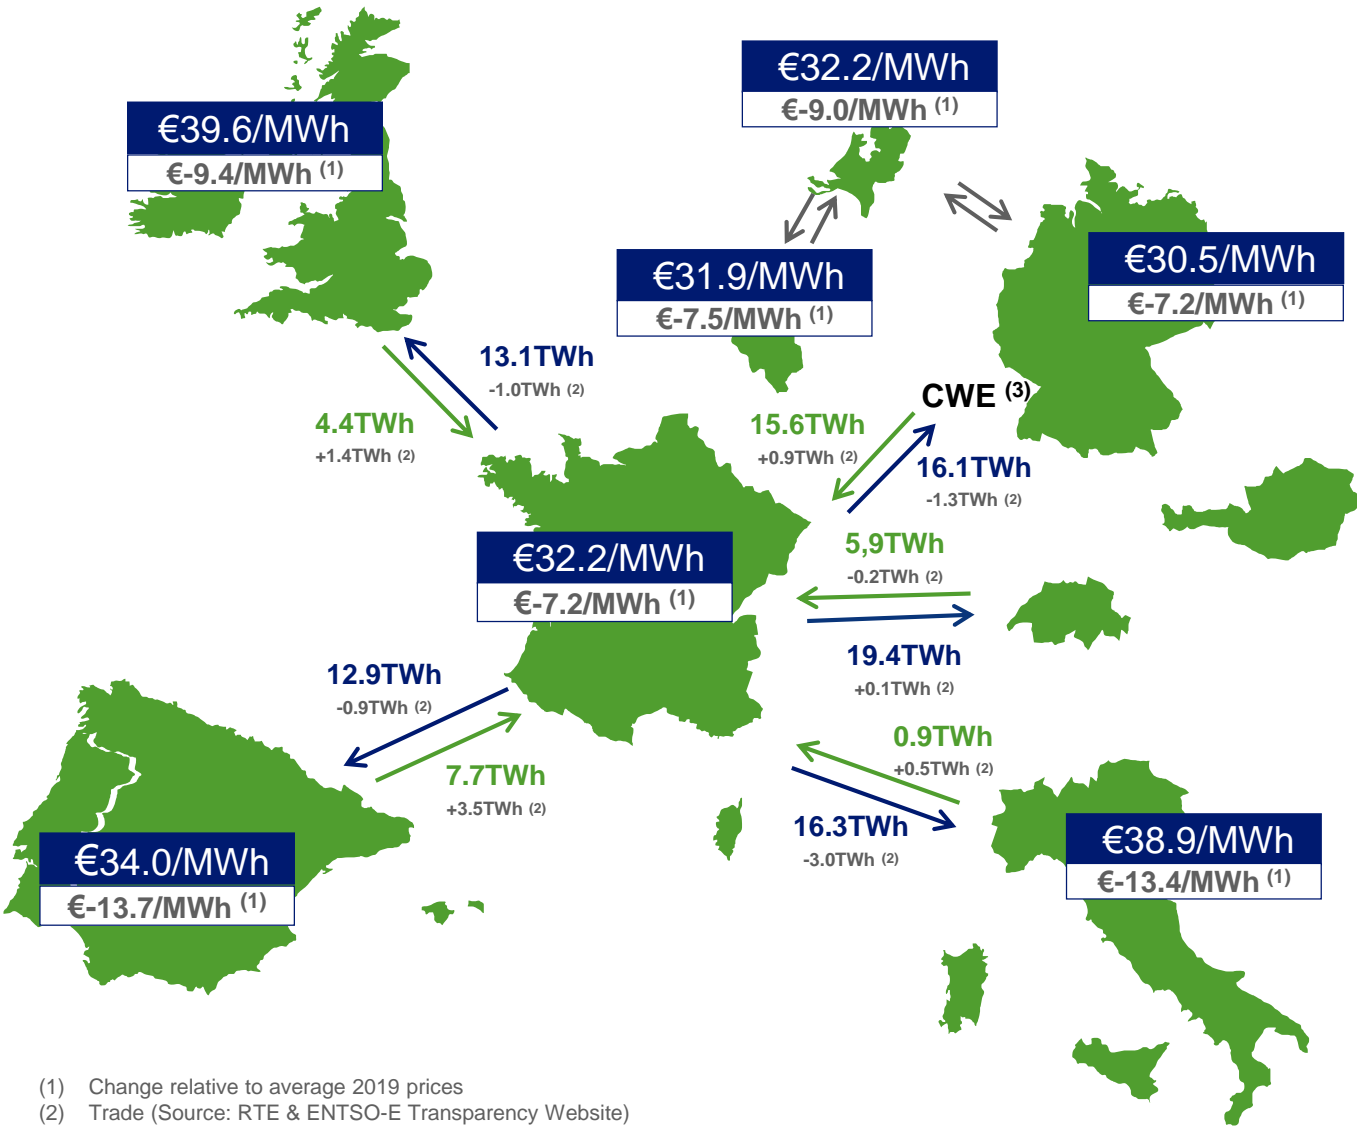 €32.2/MWh
€-9.0/MWh (1)
€39.6/MWh
€-9.4/MWh (1)
€31.9/MWh
€-7.5/MWh (1)
€30.5/MWh
€-7.2/MWh (1)
13.1TWh
-1.0TWh (2)
4.4TWh
+1.4TWh (2)
CWE (3)
15.6TWh
+0.9TWh (2)
16.1TWh
-1.3TWh (2)
€32.2/MWh
€-7.2/MWh (1)
5,9TWh
-0.2TWh (2)
19.4TWh
+0.1TWh (2)
12.9TWh
-0.9TWh (2)
7.7TWh
+3.5TWh (2)
0.9TWh
+0.5TWh (2)
16.3TWh
-3.0TWh (2)
€34.0/MWh
€-13.7/MWh (1)
€38.9/MWh
€-13.4/MWh (1)
(1) Change relative to average 2019 prices
(2) Trade (Source: RTE & ENTSO-E Transparency Website)